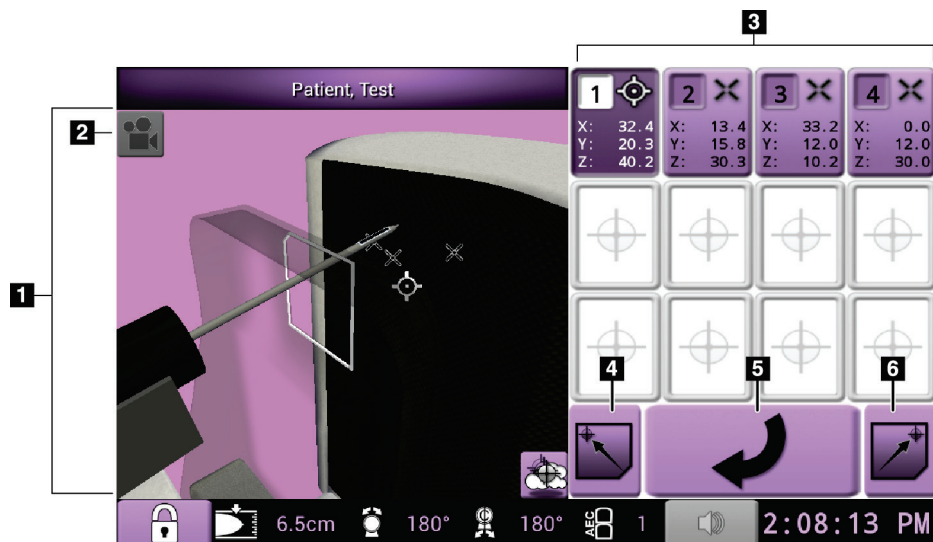 3
Patient, Test
1 2 3 4
X: 32.4 X: 13.4 X: 33.2 X: 0.0
Y: 20.3 Y: 15.8 Y: 12.0 Y: 12.0
Z: 40.2 Z: 30.3 Z: 10.2 Z: 30.0
2
1
4 5 6
6.5cm 180° 180° AEC 1 2:08:13 PM